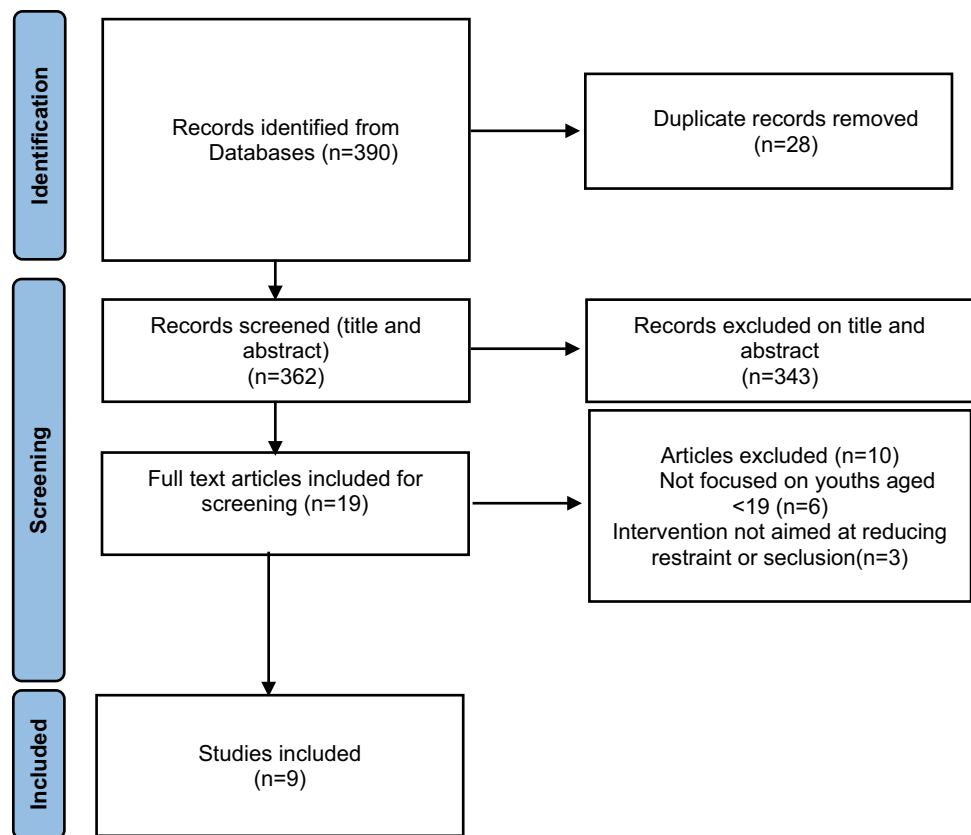 Identification
Records identified from
Databases (n=390)
Duplicate records removed
(n=28)
Screening
Records screened (title and
abstract)
(n=362)
Records excluded on title and
abstract
(n=343)
Full text articles included for
screening (n=19)
Articles excluded (n=10)
Not focused on youths aged
<19 (n=6)
Intervention not aimed at reducing
restraint or seclusion(n=3)
Included
Studies included
(n=9)